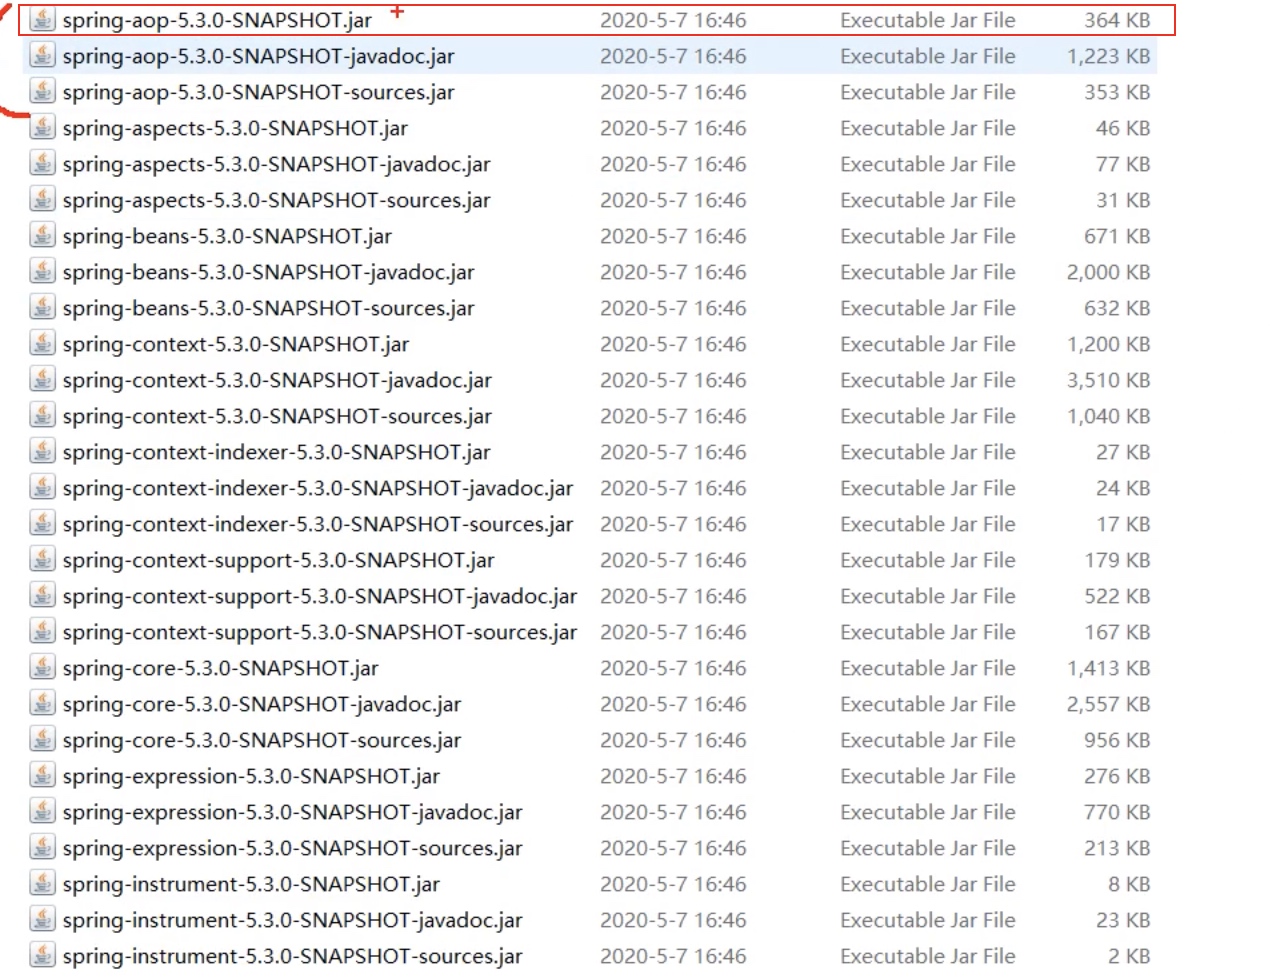 spring-aop-5.3.0-SNAPSHOT.jar 2020-5-7 16:46 Executable Jar File 364 KB
spring-aop-5.3.0-SNAPSHOT-javadoc.jar 2020-5-7 16:46 Executable Jar File 1,223 KB
spring-aop-5.3.0-SNAPSHOT-sources.jar 2020-5-7 16:46 Executable Jar File 353 KB
spring-aspects-5.3.0-SNAPSHOT.jar 2020-5-7 16:46 Executable Jar File 46 KB
spring-aspects-5.3.0-SNAPSHOT-javadoc.jar 2020-5-7 16:46 Executable Jar File 77 KB
spring-aspects-5.3.0-SNAPSHOT-sources.jar 2020-5-7 16:46 Executable Jar File 31 KB
spring-beans-5.3.0-SNAPSHOT.jar 2020-5-7 16:46 Executable Jar File 671 KB
spring-beans-5.3.0-SNAPSHOT-javadoc.jar 2020-5-7 16:46 Executable Jar File 2,000 KB
spring-beans-5.3.0-SNAPSHOT-sources.jar 2020-5-7 16:46 Executable Jar File 632 KB
spring-context-5.3.0-SNAPSHOT.jar 2020-5-7 16:46 Executable Jar File 1,200 KB
spring-context-5.3.0-SNAPSHOT-javadoc.jar 2020-5-7 16:46 Executable Jar File 3,510 KB
spring-context-5.3.0-SNAPSHOT-sources.jar 2020-5-7 16:46 Executable Jar File 1,040 KB
spring-context-indexer-5.3.0-SNAPSHOT.jar 2020-5-7 16:46 Executable Jar File 27 KB
spring-context-indexer-5.3.0-SNAPSHOT-javadoc.jar 2020-5-7 16:46 Executable Jar File 24 KB
spring-context-indexer-5.3.0-SNAPSHOT-sources.jar 2020-5-7 16:46 Executable Jar File 17 KB
spring-context-support-5.3.0-SNAPSHOT.jar 2020-5-7 16:46 Executable Jar File 179 KB
spring-context-support-5.3.0-SNAPSHOT-javadoc.jar 2020-5-7 16:46 Executable Jar File 522 KB
spring-context-support-5.3.0-SNAPSHOT-sources.jar 2020-5-7 16:46 Executable Jar File 167 KB
spring-core-5.3.0-SNAPSHOT.jar 2020-5-7 16:46 Executable Jar File 1,413 KB
spring-core-5.3.0-SNAPSHOT-javadoc.jar 2020-5-7 16:46 Executable Jar File 2,557 KB
spring-core-5.3.0-SNAPSHOT-sources.jar 2020-5-7 16:46 Executable Jar File 956 KB
spring-expression-5.3.0-SNAPSHOT.jar 2020-5-7 16:46 Executable Jar File 276 KB
spring-expression-5.3.0-SNAPSHOT-javadoc.jar 2020-5-7 16:46 Executable Jar File 770 KB
spring-expression-5.3.0-SNAPSHOT-sources.jar 2020-5-7 16:46 Executable Jar File 213 KB
spring-instrument-5.3.0-SNAPSHOT.jar 2020-5-7 16:46 Executable Jar File 8 KB
spring-instrument-5.3.0-SNAPSHOT-javadoc.jar 2020-5-7 16:46 Executable Jar File 23 KB
spring-instrument-5.3.0-SNAPSHOT-sources.jar 2020-5-7 16:46 Executable Jar File 2 KB